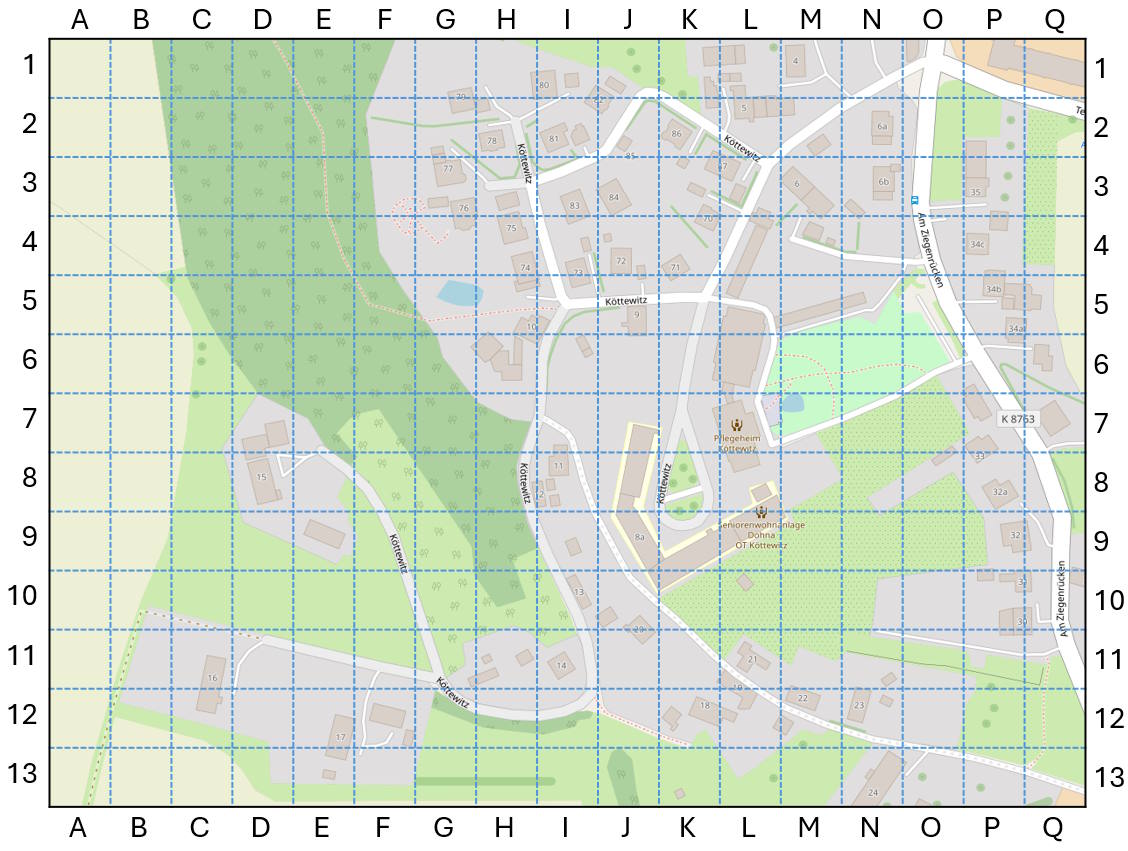 A B C D E F G H I J K L M N O P Q
1 4 80 1
79 82 5
2 6a 86 2
78 81 Köttewitz
85 Köttewitz
77 7
3 6 6b 3
84 83 35
76 70
75 Am Ziegenrücken
4 34c 4
72
74 73 71
34b
5 Köttewitz 5
9
10 34a
6 6
7 K 8763 7
Pflegeheim
Köttewitz
33
11
8 15 Köttewitz Köttewitz 32a 8
Seniorenwohnanlage
9 Köttewitz 8a Dohna 32 9
OT Köttewitz
31
10 13 Am Ziegenrücken 10
20 30
11 16 14 21 11
Köttewitz 19 22
12 18 23 12
17
13 24 13
A B C D E F G H I J K L M N O P Q